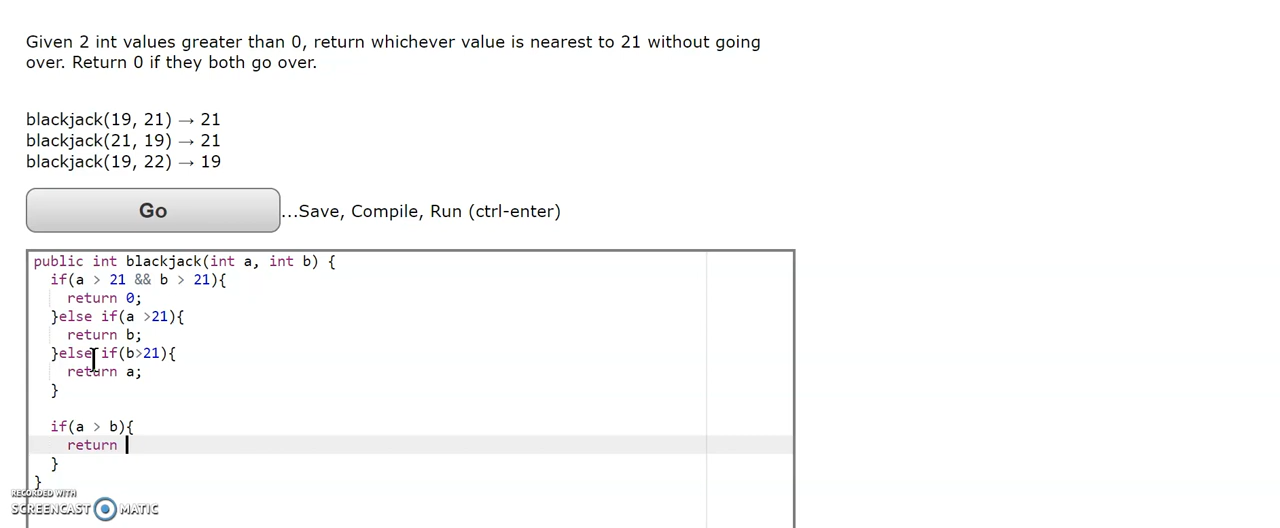 Given 2 int values greater than 0, return whichever value is nearest to 21 without going
over. Return 0 if they both go over.
blackjack(19, 21) → 21
blackjack(21, 19) → 21
blackjack(19, 22) → 19
Go ...Save, Compile, Run (ctrl-enter)
public int blackjack(int a, int b) {
if(a > 21 && b > 21){
return 0;
}else if(a >21){
return b;
}else if(b>21){
return a;
}
if(a > b){
return
}
}
RECORDED WITH
SCREENCAST MATIC